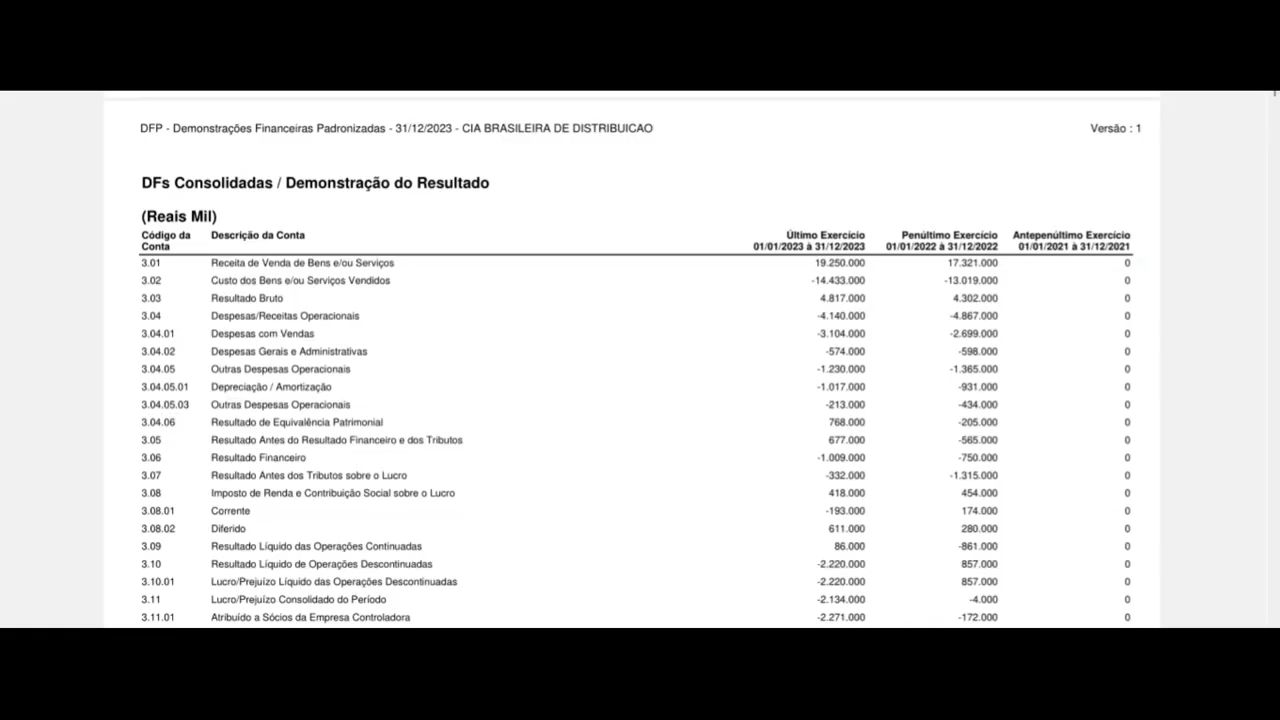 DFP - Demonstrações Financeiras Padronizadas - 31/12/2023 - CIA BRASILEIRA DE DISTRIBUICAO Versão : 1
DFs Consolidadas / Demonstração do Resultado
(Reais Mil)
Código da Conta Descrição da Conta Último Exercício 01/01/2023 à 31/12/2023 Penúltimo Exercício 01/01/2022 à 31/12/2022 Antepenúltimo Exercício 01/01/2021 à 31/12/2021
3.01 Receita de Venda de Bens e/ou Serviços 19.250.000 17.321.000 0
3.02 Custo dos Bens e/ou Serviços Vendidos -14.433.000 -13.019.000 0
3.03 Resultado Bruto 4.817.000 4.302.000 0
3.04 Despesas/Receitas Operacionais -4.140.000 -4.867.000 0
3.04.01 Despesas com Vendas -3.104.000 -2.699.000 0
3.04.02 Despesas Gerais e Administrativas -574.000 -598.000 0
3.04.05 Outras Despesas Operacionais -1.230.000 -1.365.000 0
3.04.05.01 Depreciação / Amortização -1.017.000 -931.000 0
3.04.05.03 Outras Despesas Operacionais -213.000 -434.000 0
3.04.06 Resultado de Equivalência Patrimonial 768.000 -205.000 0
3.05 Resultado Antes do Resultado Financeiro e dos Tributos 677.000 -565.000 0
3.06 Resultado Financeiro -1.009.000 -750.000 0
3.07 Resultado Antes dos Tributos sobre o Lucro -332.000 -1.315.000 0
3.08 Imposto de Renda e Contribuição Social sobre o Lucro 418.000 454.000 0
3.08.01 Corrente -193.000 174.000 0
3.08.02 Diferido 611.000 280.000 0
3.09 Resultado Líquido das Operações Continuadas 86.000 -861.000 0
3.10 Resultado Líquido de Operações Descontinuadas -2.220.000 857.000 0
3.10.01 Lucro/Prejuízo Líquido das Operações Descontinuadas -2.220.000 857.000 0
3.11 Lucro/Prejuízo Consolidado do Período -2.134.000 -4.000 0
3.11.01 Atribuído a Sócios da Empresa Controladora -2.271.000 -172.000 0